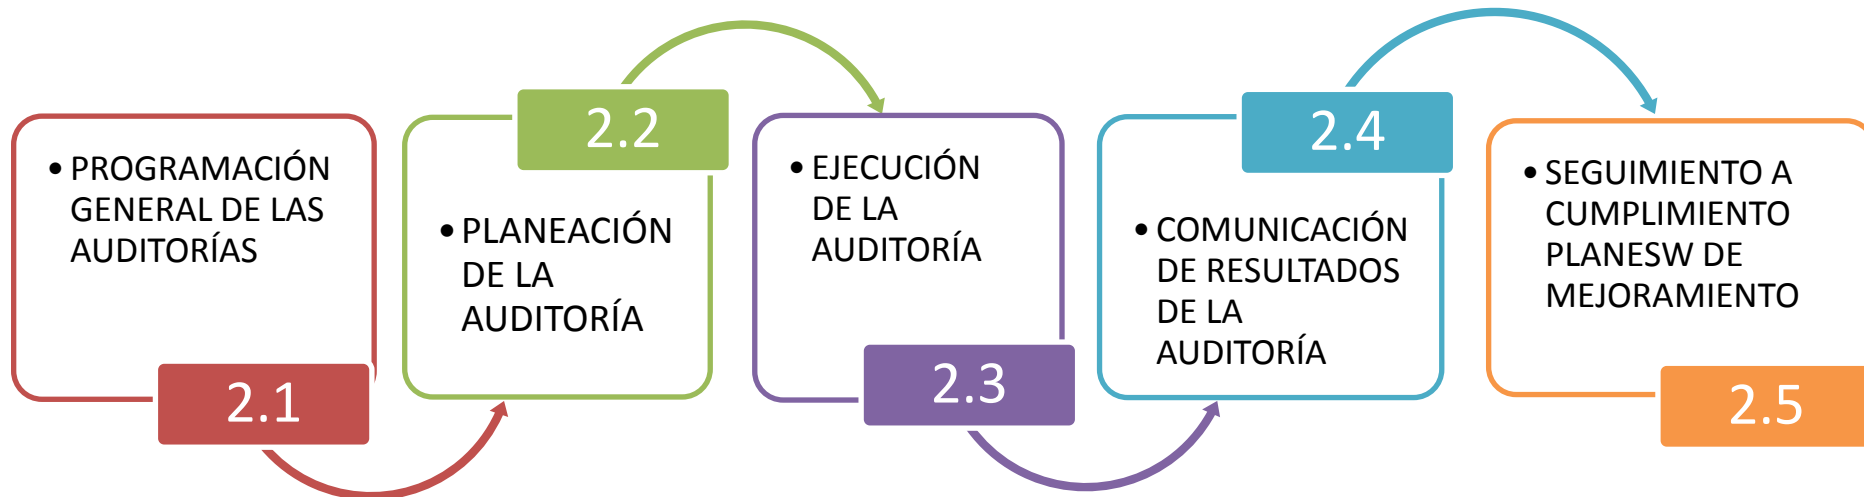 • PROGRAMACIÓN
GENERAL DE LAS
AUDITORÍAS
2.1
2.2
• PLANEACIÓN
DE LA
AUDITORÍA
• EJECUCIÓN
DE LA
AUDITORÍA
2.3
2.4
• COMUNICACIÓN
DE RESULTADOS
DE LA
AUDITORÍA
• SEGUIMIENTO A
CUMPLIMIENTO
PLANESW DE
MEJORAMIENTO
2.5